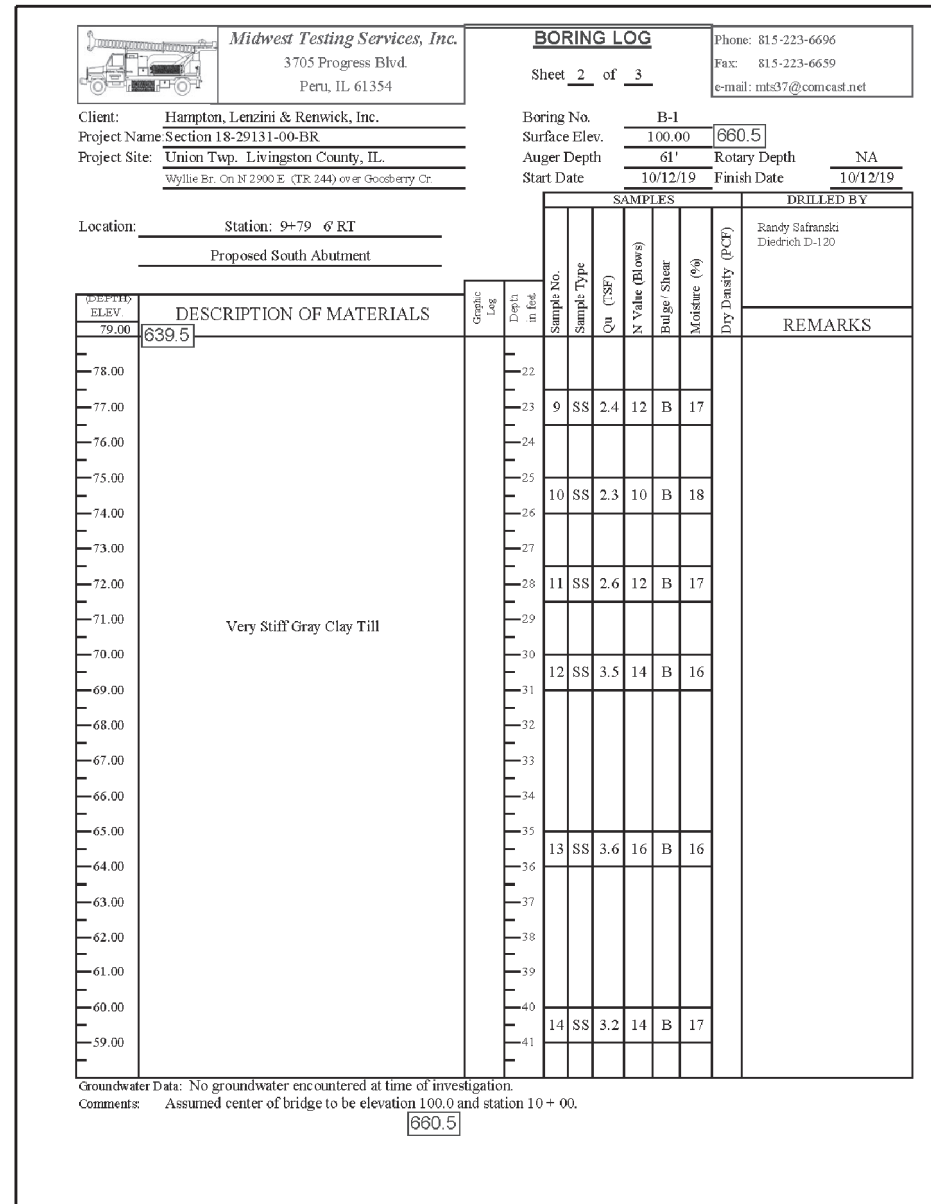 Midwest Testing Services, Inc.
3705 Progress Blvd.
Peru, IL 61354
BORING LOG
Sheet 2 of 3
Phone: 815-223-6696
Fax: 815-223-6659
e-mail: mts37@comcast.net
Client: Hampton, Lenzini & Renwick, Inc.
Project Name: Section 18-29131-00-BR
Project Site: Union Twp. Livingston County, IL.
Wyllie Br. On N 2900 E (TR 244) over Goosberry Cr.
Boring No. B-1
Surface Elev. 100.00 660.5
Auger Depth 61' Rotary Depth NA
Start Date 10/12/19 Finish Date 10/12/19
Location: Station: 9+79 6' RT
Proposed South Abutment
SAMPLES
DRILLED BY
Randy Safranski
Diedrich D-120
(DEPTH)
ELEV.
79.00
639.5
DESCRIPTION OF MATERIALS
Graphic
Log
Depth
in feet
Sample No.
Sample Type
Qu (TSF)
N Value (Blows)
Bulge / Shear
Moisture (%)
Dry Density (PCF)
REMARKS
78.00 22
77.00 23 9 SS 2.4 12 B 17
76.00 24
75.00 25
10 SS 2.3 10 B 18
74.00 26
73.00 27
72.00 28 11 SS 2.6 12 B 17
71.00 29
Very Stiff Gray Clay Till
70.00 30
12 SS 3.5 14 B 16
69.00 31
68.00 32
67.00 33
66.00 34
65.00 35
13 SS 3.6 16 B 16
64.00 36
63.00 37
62.00 38
61.00 39
60.00 40
14 SS 3.2 14 B 17
59.00 41
Groundwater Data: No groundwater encountered at time of investigation.
Comments: Assumed center of bridge to be elevation 100.0 and station 10 + 00.
660.5